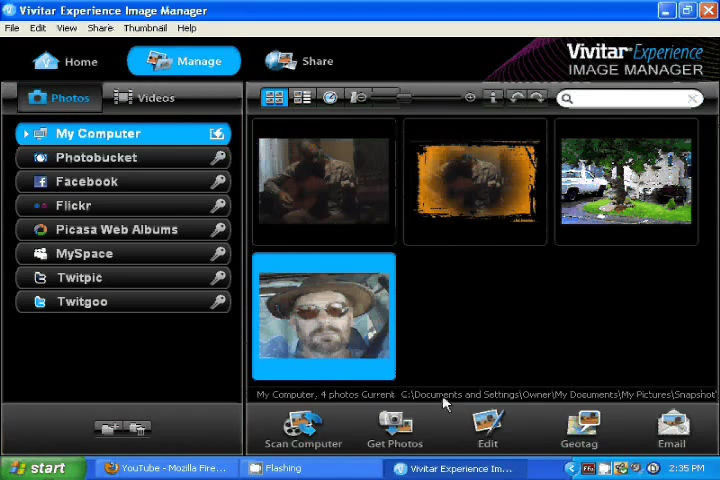 Vivitar Experience Image Manager
File Edit View Share Thumbnail Help
Home Manage Share
Vivitar Experience
IMAGE MANAGER
Photos Videos
My Computer
Photobucket
Facebook
Flickr
Picasa Web Albums
MySpace
Twitpic
Twitgoo
My Computer, 4 photos Current C:\Documents and Settings\Owner\My Documents\My Pictures\Snapshot
Scan Computer Get Photos Edit Geotag Email
start YouTube - Mozilla Fire... Flashing Vivitar Experience Im... 2:35 PM